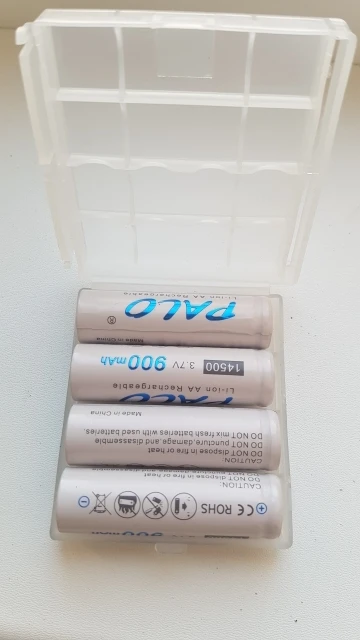 Li-ion AA Rechargeable
PALO®
Made in China
14500 3.7V 900mAh
Li-ion AA Rechargeable
PALO
CAUTION:
DO NOT dispose in fire or heat
DO NOT puncture, damage, and disassemble
DO NOT mix fresh batteries with used batteries.
Made in China
CAUTION:
DO NOT dispose in fire or heat
CE ROHS
900mAh